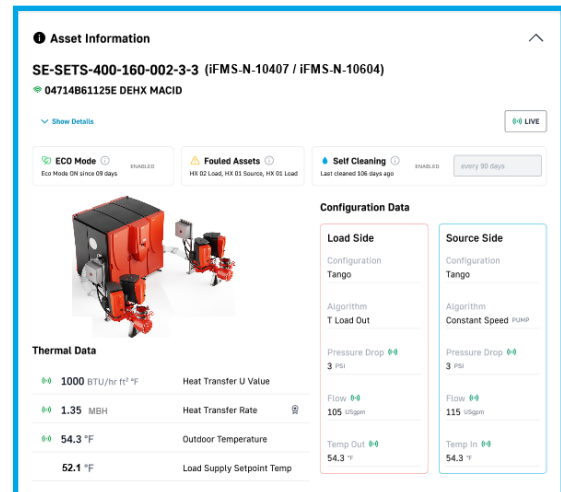 Asset Information
SE-SETS-400-160-002-3-3 (iFMS-N-10407 / iFMS-N-10604)
04714B61125E DEHX MACID
Show Details
LIVE
ECO Mode ENABLED
Eco Mode ON since 09 days
Fouled Assets
HX 02 Load, HX 01 Source, HX 01 Load
Self Cleaning ENABLED every 90 days
Last cleaned 106 days ago
Configuration Data
Load Side
Configuration
Tango
Algorithm
T Load Out
Pressure Drop
3 PSI
Flow
105 USgpm
Temp Out
54.3 °F
Source Side
Configuration
Tango
Algorithm
Constant Speed PUMP
Pressure Drop
3 PSI
Flow
115 USgpm
Temp In
54.3 °F
Thermal Data
1000 BTU/hr ft² °F Heat Transfer U Value
1.35 MBH Heat Transfer Rate
54.3 °F Outdoor Temperature
52.1 °F Load Supply Setpoint Temp